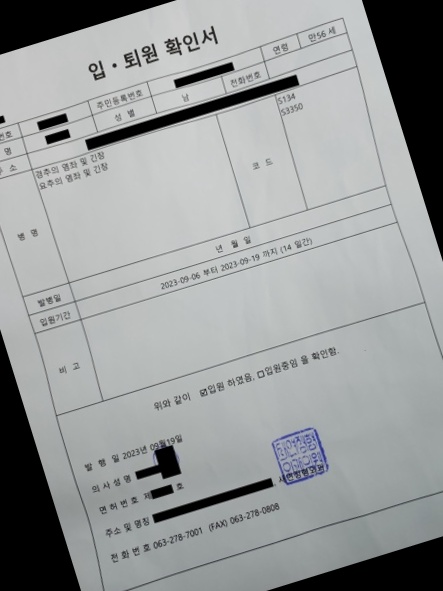 입 · 퇴원 확인서
번호 주민등록번호 연령 만56 세
명 성 별 남 전화번호
주 소
병 명 경추의 염좌 및 긴장 코 드 S134
요추의 염좌 및 긴장 S3350
발병일 년 월 일
입원기간 2023-09-06 부터 2023-09-19 까지 (14 일간)
비 고
위와 같이 ☑입원 하였음, □입원중임 을 확인함.
발 행 일 2023년 09월19일
의 사 성 명
면 허 번 호 제 호
주소 및 명칭
전 화 번 호 063-278-7001 (FAX) 063-278-0808